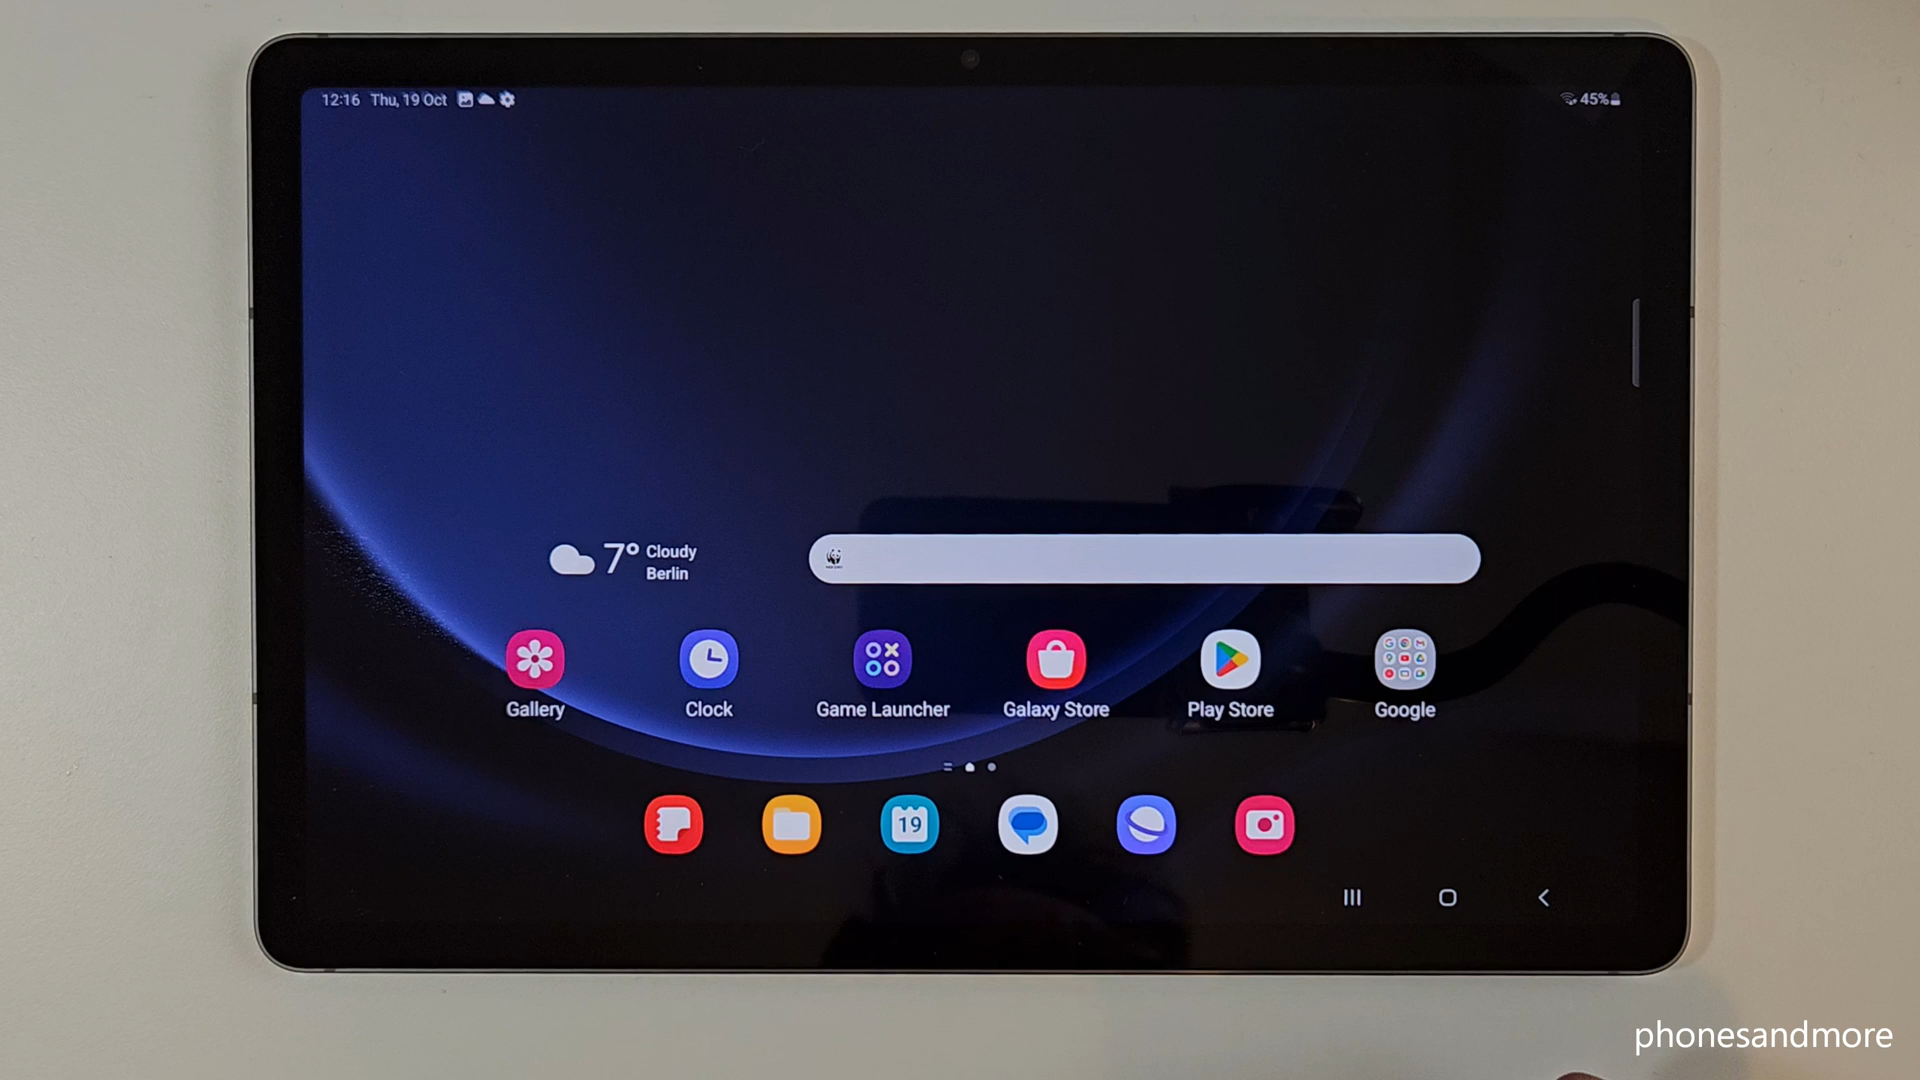 12:16 Thu, 19 Oct
45%
7° Cloudy
Berlin
Gallery
Clock
Game Launcher
Galaxy Store
Play Store
Google
19
phonesandmore